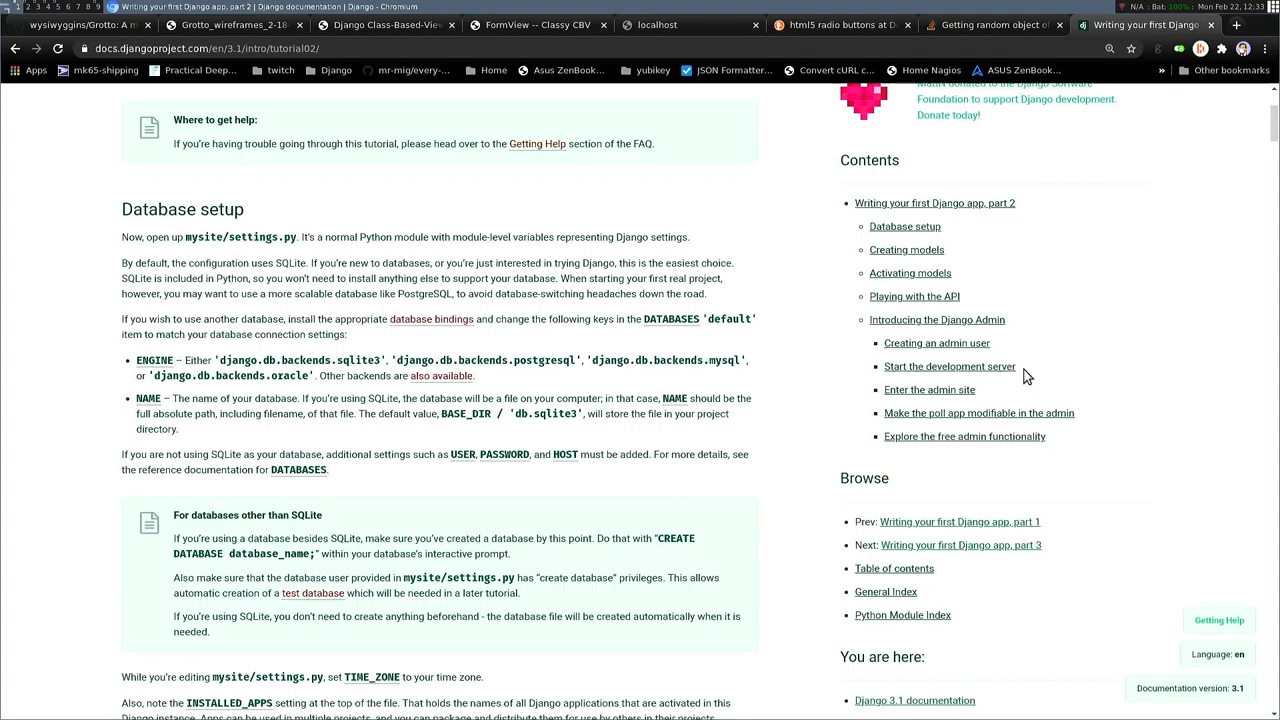 1 2 3 4 5 6 7 8 9 Writing your first Django app, part 2 | Django documentation | Django - Chromium
N/A | Bat: 100% | Mon Feb 22, 12:33
wysiwyggins/Grotto: A m
Grotto_wireframes_2-18-
Django Class-Based-View
FormView -- Classy CBV
localhost
html5 radio buttons at D
Getting random object of
Writing your first Django
docs.djangoproject.com/en/3.1/intro/tutorial02/
Apps
mk65-shipping
Practical Deep...
twitch
Django
mr-mig/every-...
Home
Asus ZenBook...
yubikey
JSON Formatter...
Convert cURL c...
Home Nagios
ASUS ZenBook...
»
Other bookmarks
Where to get help:
If you're having trouble going through this tutorial, please head over to the Getting Help section of the FAQ.
Database setup
Now, open up mysite/settings.py. It's a normal Python module with module-level variables representing Django settings.
By default, the configuration uses SQLite. If you're new to databases, or you're just interested in trying Django, this is the easiest choice.
SQLite is included in Python, so you won't need to install anything else to support your database. When starting your first real project,
however, you may want to use a more scalable database like PostgreSQL, to avoid database-switching headaches down the road.
If you wish to use another database, install the appropriate database bindings and change the following keys in the DATABASES 'default'
item to match your database connection settings:
ENGINE – Either 'django.db.backends.sqlite3', 'django.db.backends.postgresql', 'django.db.backends.mysql',
or 'django.db.backends.oracle'. Other backends are also available.
NAME – The name of your database. If you're using SQLite, the database will be a file on your computer; in that case, NAME should be the
full absolute path, including filename, of that file. The default value, BASE_DIR / 'db.sqlite3', will store the file in your project
directory.
If you are not using SQLite as your database, additional settings such as USER, PASSWORD, and HOST must be added. For more details, see
the reference documentation for DATABASES.
For databases other than SQLite
If you're using a database besides SQLite, make sure you've created a database by this point. Do that with "CREATE
DATABASE database_name;" within your database's interactive prompt.
Also make sure that the database user provided in mysite/settings.py has "create database" privileges. This allows
automatic creation of a test database which will be needed in a later tutorial.
If you're using SQLite, you don't need to create anything beforehand - the database file will be created automatically when it is
needed.
While you're editing mysite/settings.py, set TIME_ZONE to your time zone.
Also, note the INSTALLED_APPS setting at the top of the file. That holds the names of all Django applications that are activated in this
Django instance. Apps can be used in multiple projects, and you can package and distribute them for use by others in their projects.
MattN donated to the Django Software
Foundation to support Django development.
Donate today!
Contents
Writing your first Django app, part 2
Database setup
Creating models
Activating models
Playing with the API
Introducing the Django Admin
Creating an admin user
Start the development server
Enter the admin site
Make the poll app modifiable in the admin
Explore the free admin functionality
Browse
Prev: Writing your first Django app, part 1
Next: Writing your first Django app, part 3
Table of contents
General Index
Python Module Index
You are here:
Django 3.1 documentation
Getting Help
Language: en
Documentation version: 3.1